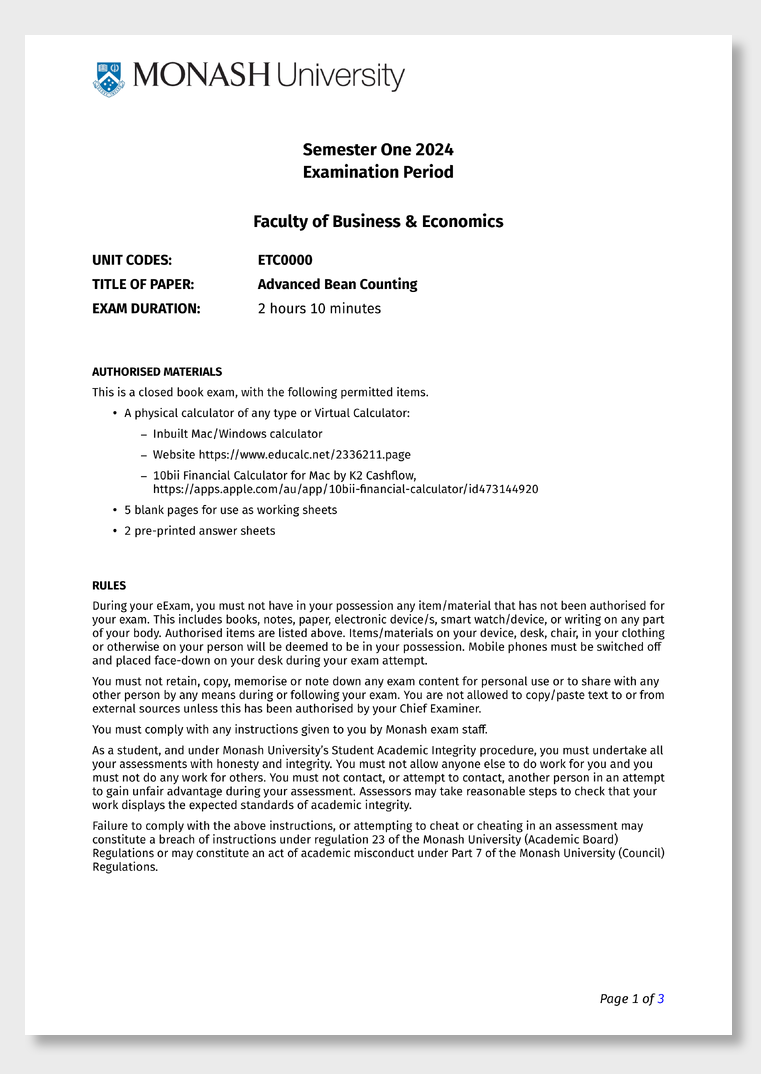 MONASH University
Semester One 2024
Examination Period
Faculty of Business & Economics
UNIT CODES: ETC0000
TITLE OF PAPER: Advanced Bean Counting
EXAM DURATION: 2 hours 10 minutes
AUTHORISED MATERIALS
This is a closed book exam, with the following permitted items.
• A physical calculator of any type or Virtual Calculator:
– Inbuilt Mac/Windows calculator
– Website https://www.educalc.net/2336211.page
– 10bii Financial Calculator for Mac by K2 Cashflow,
https://apps.apple.com/au/app/10bii-financial-calculator/id473144920
• 5 blank pages for use as working sheets
• 2 pre-printed answer sheets
RULES
During your eExam, you must not have in your possession any item/material that has not been authorised for
your exam. This includes books, notes, paper, electronic device/s, smart watch/device, or writing on any part
of your body. Authorised items are listed above. Items/materials on your device, desk, chair, in your clothing
or otherwise on your person will be deemed to be in your possession. Mobile phones must be switched off
and placed face-down on your desk during your exam attempt.
You must not retain, copy, memorise or note down any exam content for personal use or to share with any
other person by any means during or following your exam. You are not allowed to copy/paste text to or from
external sources unless this has been authorised by your Chief Examiner.
You must comply with any instructions given to you by Monash exam staff.
As a student, and under Monash University's Student Academic Integrity procedure, you must undertake all
your assessments with honesty and integrity. You must not allow anyone else to do work for you and you
must not do any work for others. You must not contact, or attempt to contact, another person in an attempt
to gain unfair advantage during your assessment. Assessors may take reasonable steps to check that your
work displays the expected standards of academic integrity.
Failure to comply with the above instructions, or attempting to cheat or cheating in an assessment may
constitute a breach of instructions under regulation 23 of the Monash University (Academic Board)
Regulations or may constitute an act of academic misconduct under Part 7 of the Monash University (Council)
Regulations.
Page 1 of 3